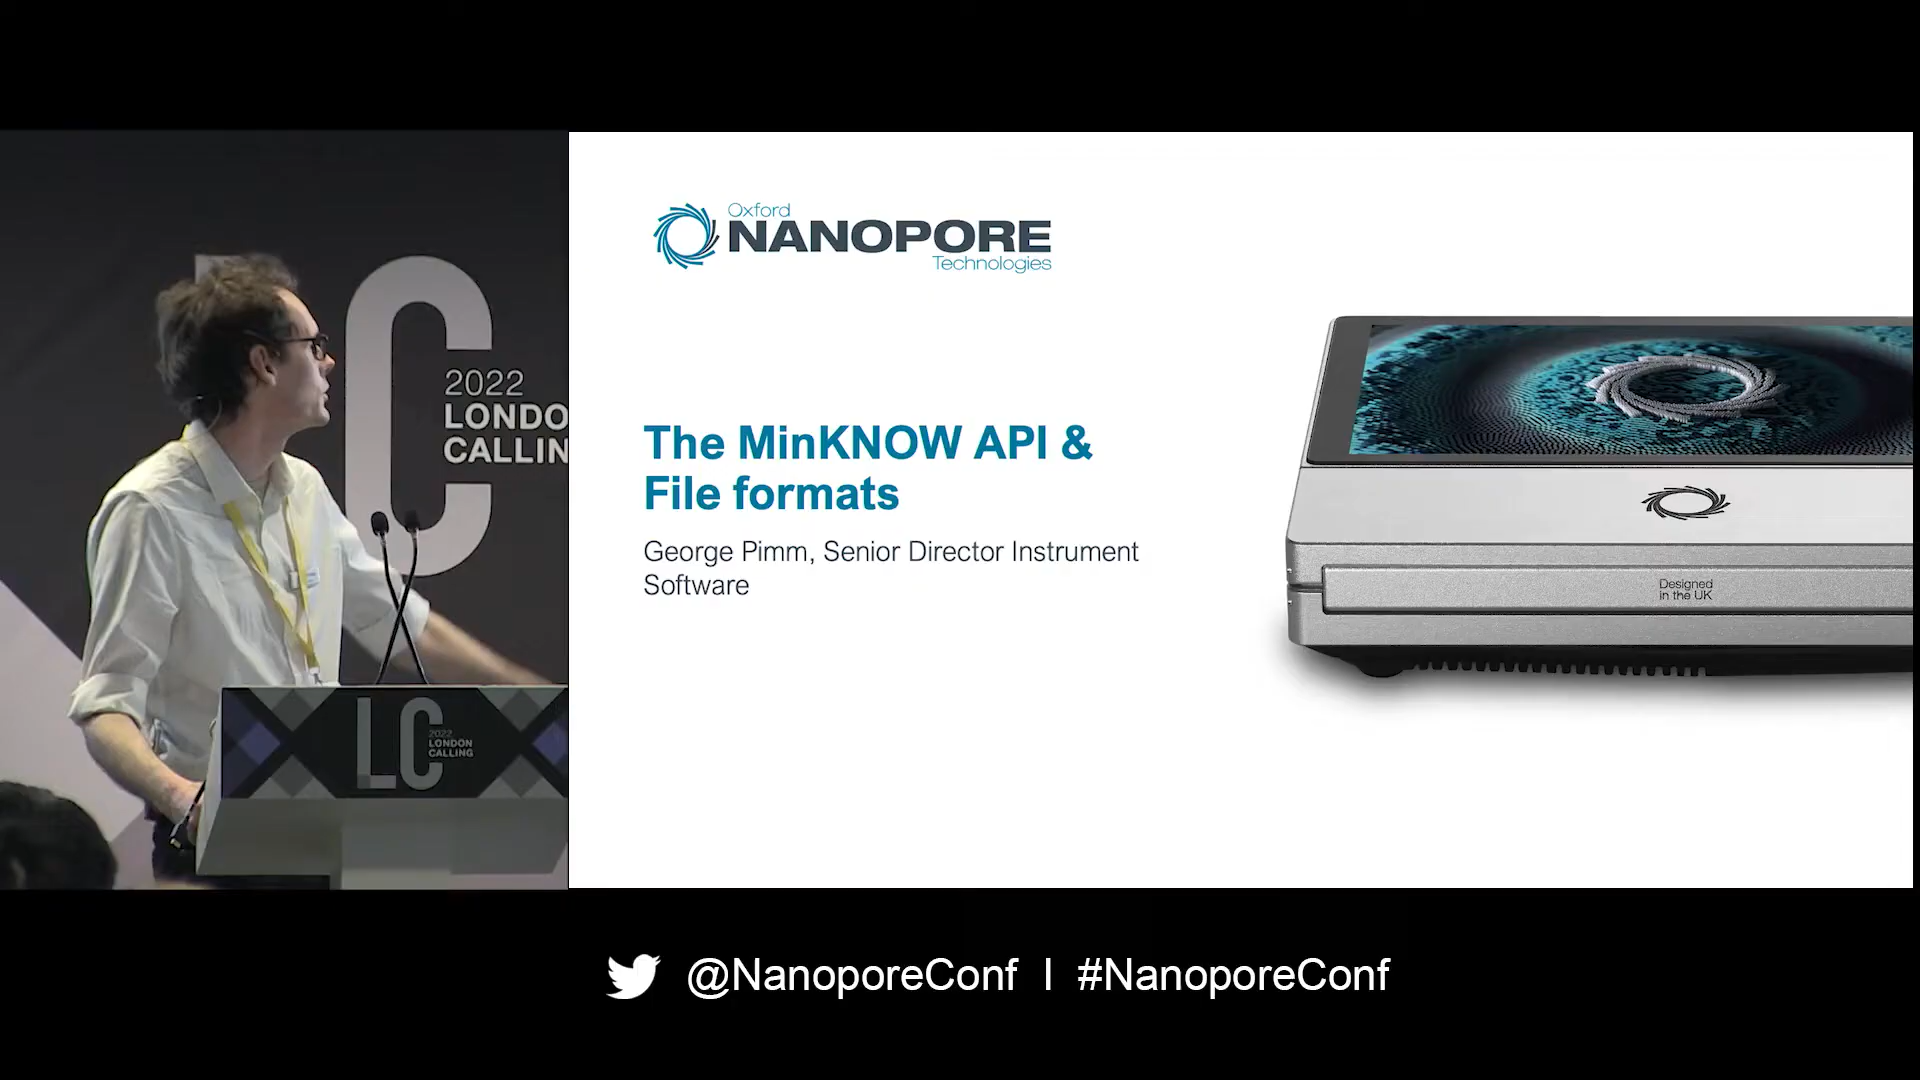 LC
2022
LONDO
CALLIN
LC
2022
LONDON
CALLING
Oxford
NANOPORE
Technologies
The MinKNOW API &
File formats
George Pimm, Senior Director Instrument
Software
Designed
in the UK
@NanoporeConf | #NanoporeConf